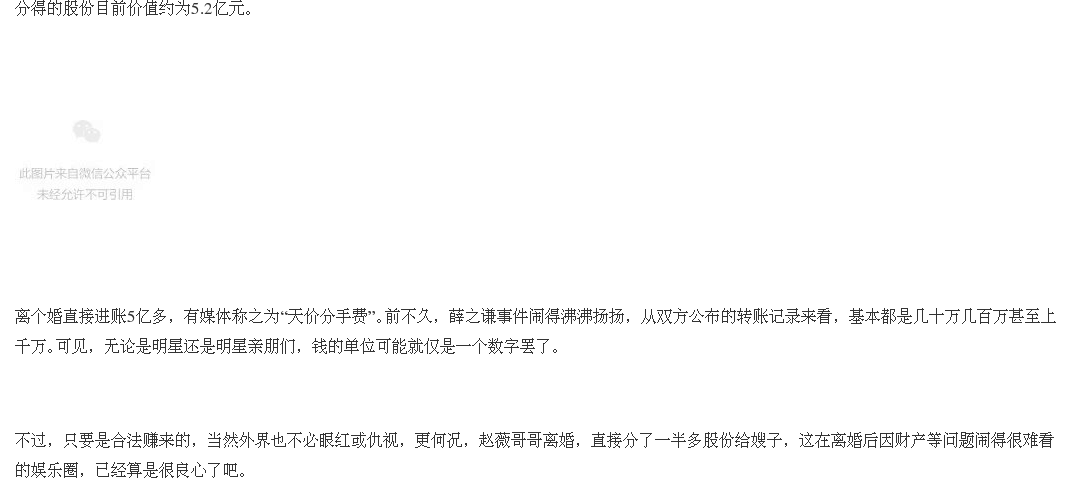 分得的股份目前价值约为5.2亿元。
此图片来自微信公众平台
未经允许不可引用
离个婚直接进账5亿多，有媒体称之为“天价分手费”。前不久，薛之谦事件闹得沸沸扬扬，从双方公布的转账记录来看，基本都是几十万几百万甚至上
千万。可见，无论是明星还是明星亲朋们，钱的单位可能就仅是一个数字罢了。
不过，只要是合法赚来的，当然外界也不必眼红或仇视，更何况，赵薇哥哥离婚，直接分了一半多股份给嫂子，这在离婚后因财产等问题闹得很难看
的娱乐圈，已经算是很良心了吧。